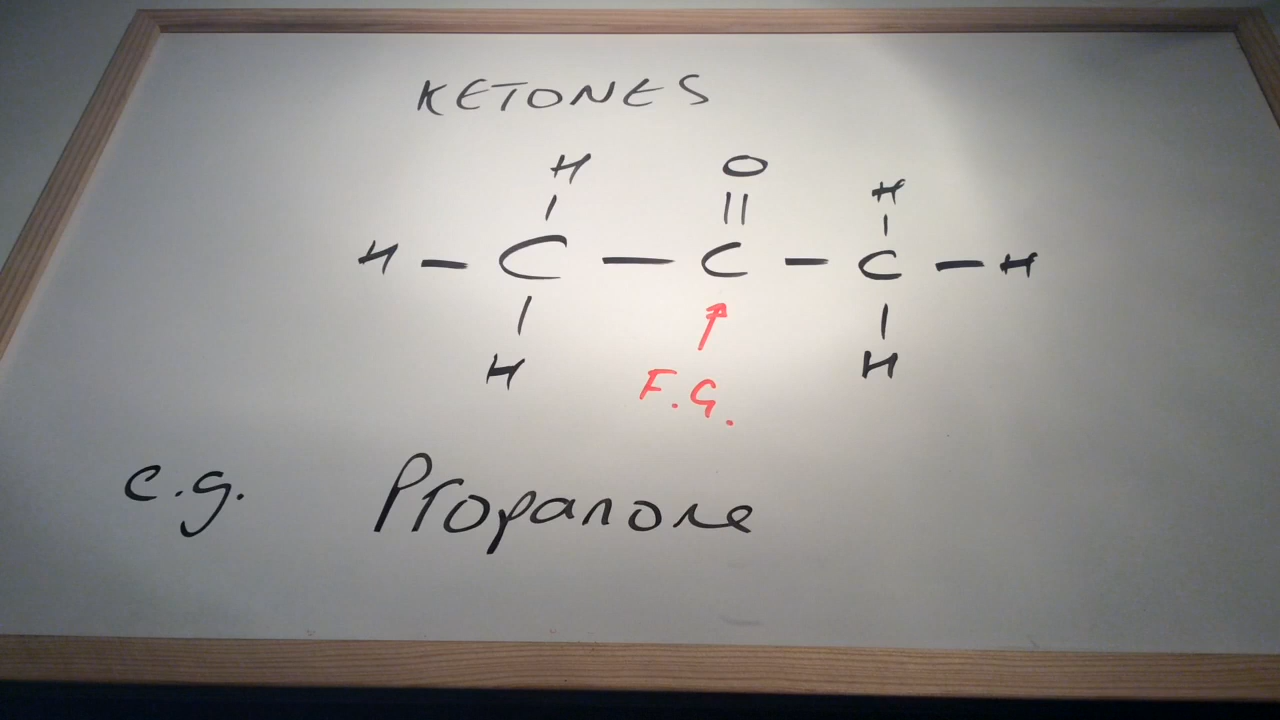 KETONES
H O H
|| 
H – C – C – C – H
H H
F.G.
e.g. Propanone